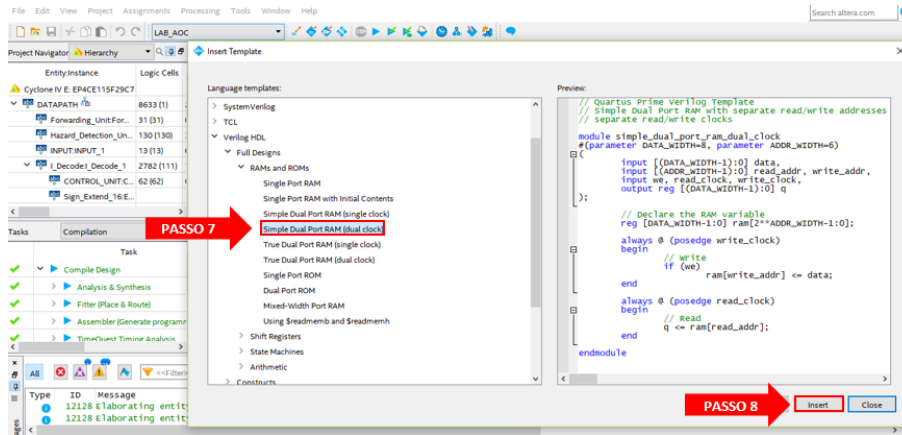 File Edit View Project Assignments Processing Tools Window Help
Search altera.com
LAB_AOC
Project Navigator Hierarchy
Entity:Instance Logic Cells
Cyclone IV E: EP4CE115F29C7
DATAPATH 8633 (1)
Forwarding_Unit:For... 31 (31)
Hazard_Detection_Un... 130 (130)
INPUT:INPUT_1 13 (13)
I_Decode:I_Decode_1 2782 (111)
CONTROL_UNIT:C... 62 (62)
Sign_Extend_16:E...
Tasks Compilation
Task
Compile Design
Analysis & Synthesis
Fitter (Place & Route)
Assembler (Generate programr
TimeQuest Timing Analysis
All <<Filter>
Type ID Message
12128 Elaborating entity
12128 Elaborating entity
Insert Template
Language templates:
SystemVerilog
TCL
Verilog HDL
Full Designs
RAMs and ROMs
Single Port RAM
Single Port RAM with Initial Contents
Simple Dual Port RAM (single clock)
Simple Dual Port RAM (dual clock)
True Dual Port RAM (single clock)
True Dual Port RAM (dual clock)
Single Port ROM
Dual Port ROM
Mixed-Width Port RAM
Using $readmemb and $readmemh
Shift Registers
State Machines
Arithmetic
Constructs
PASSO 7
Preview:
// Quartus Prime Verilog Template
// Simple Dual Port RAM with separate read/write addresses
// separate read/write clocks
module simple_dual_port_ram_dual_clock
#(parameter DATA_WIDTH=8, parameter ADDR_WIDTH=6)
(
input [(DATA_WIDTH-1):0] data,
input [(ADDR_WIDTH-1):0] read_addr, write_addr,
input we, read_clock, write_clock,
output reg [(DATA_WIDTH-1):0] q
);
// Declare the RAM variable
reg [DATA_WIDTH-1:0] ram[2**ADDR_WIDTH-1:0];
always @ (posedge write_clock)
begin
// Write
if (we)
ram[write_addr] <= data;
end
always @ (posedge read_clock)
begin
// Read
q <= ram[read_addr];
end
endmodule
PASSO 8
Insert Close